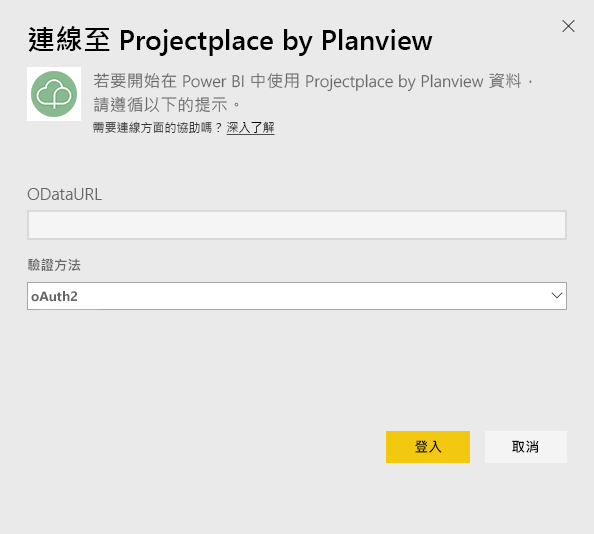 連線至 Projectplace by Planview
若要開始在 Power BI 中使用 Projectplace by Planview 資料，
請遵循以下的提示。
需要連線方面的協助嗎？深入了解
ODataURL
驗證方法
oAuth2
登入
取消